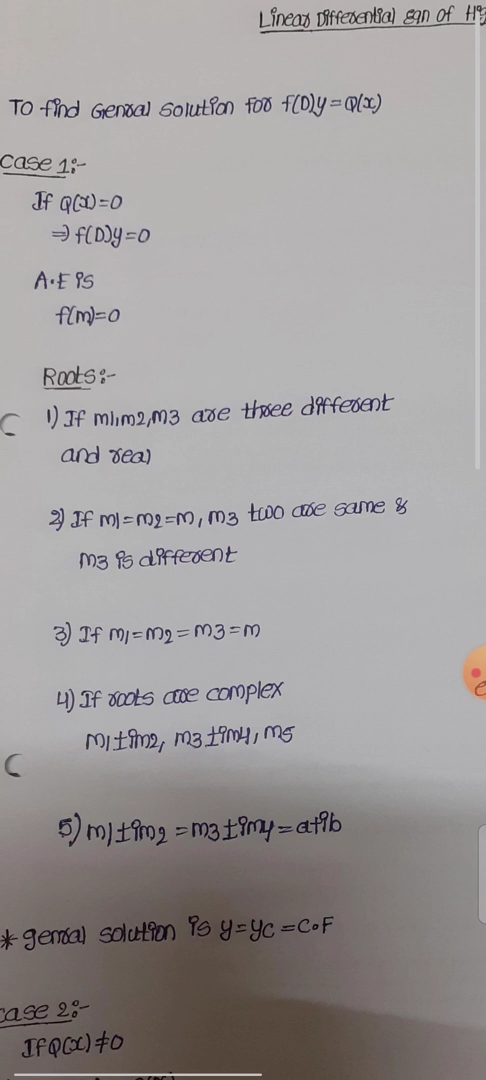 Linear Differential Eqn of Hig
To find Genral solution for f(D)y=Q(x)
Case 1:-
If Q(x)=0
⇒ f(D)y=0
A.E is
f(m)=0
Roots:-
1) If m1,m2,m3 are three different
and real
2) If m1=m2=m, m3 two are same &
m3 is different
3) If m1=m2=m3=m
4) If roots are complex
m1±im2, m3±im4, m5
5) m1±im2 = m3±im4 = a+ib
* genral solution is y=yc=C.F
case 2:-
If Q(x)≠0